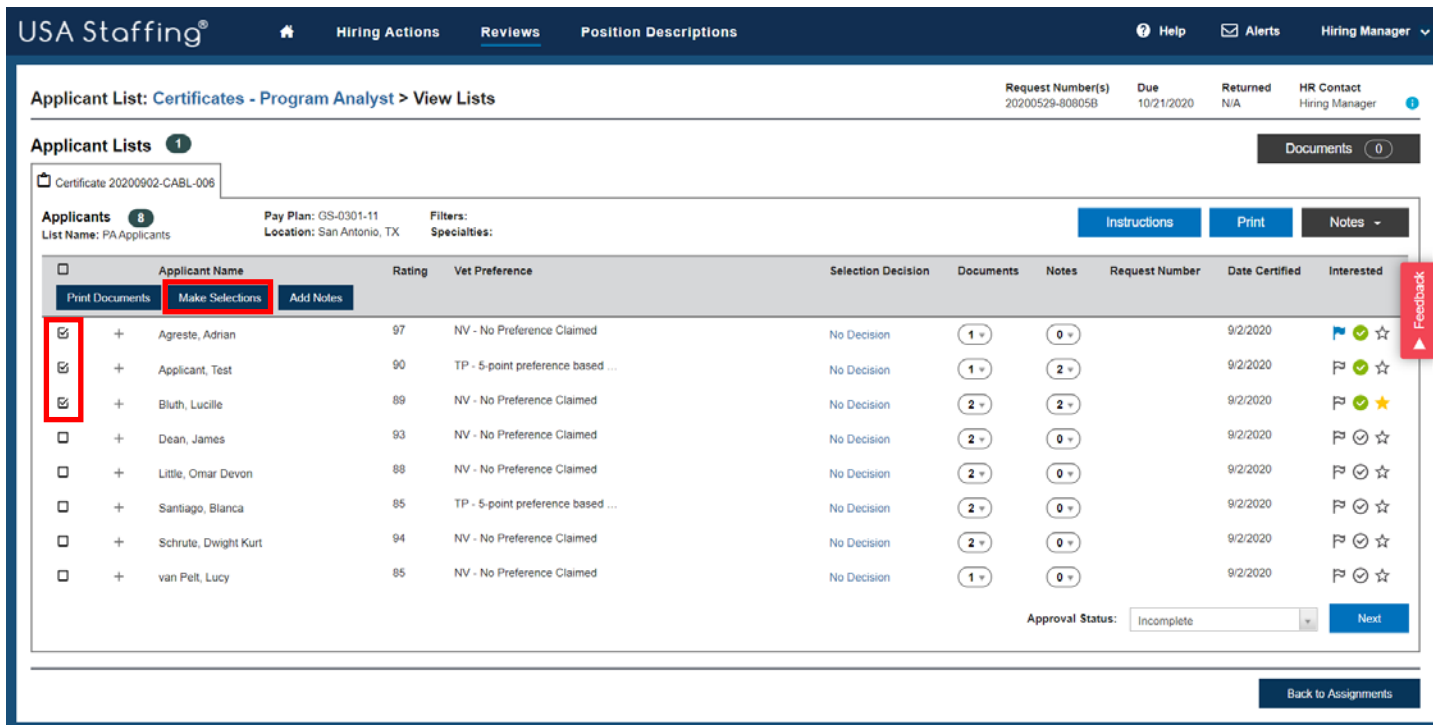 USA Staffing® Hiring Actions Reviews Position Descriptions Help Alerts Hiring Manager
Applicant List: Certificates - Program Analyst > View Lists
Request Number(s) Due Returned HR Contact
20200529-80805B 10/21/2020 N/A Hiring Manager
Applicant Lists 1
Documents 0
Certificate 20200902-CABL-006
Applicants 8 Pay Plan: GS-0301-11 Filters:
List Name: PA Applicants Location: San Antonio, TX Specialties:
Instructions Print Notes
Applicant Name Rating Vet Preference Selection Decision Documents Notes Request Number Date Certified Interested
Print Documents Make Selections Add Notes
Feedback
Agreste, Adrian 97 NV - No Preference Claimed No Decision 1 0 9/2/2020
Applicant, Test 90 TP - 5-point preference based ... No Decision 1 2 9/2/2020
Bluth, Lucille 89 NV - No Preference Claimed No Decision 2 2 9/2/2020
Dean, James 93 NV - No Preference Claimed No Decision 2 0 9/2/2020
Little, Omar Devon 88 NV - No Preference Claimed No Decision 2 0 9/2/2020
Santiago, Blanca 85 TP - 5-point preference based ... No Decision 2 0 9/2/2020
Schrute, Dwight Kurt 94 NV - No Preference Claimed No Decision 2 0 9/2/2020
van Pelt, Lucy 85 NV - No Preference Claimed No Decision 1 0 9/2/2020
Approval Status: Incomplete Next
Back to Assignments